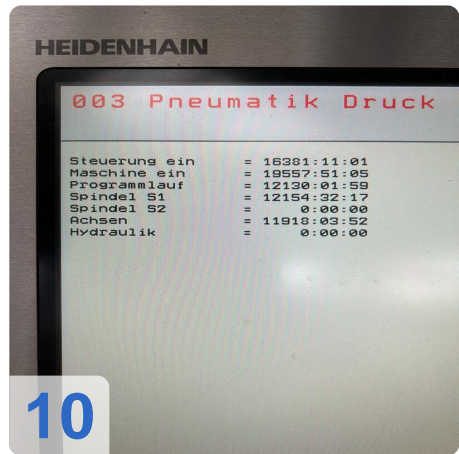 HEIDENHAIN
003 Pneumatik Druck
Steuerung ein = 16381:11:01
Maschine ein = 19557:51:05
Programmlauf = 12130:01:59
Spindel S1 = 12154:32:17
Spindel S2 = 0:00:00
Achsen = 11918:03:52
Hydraulik = 0:00:00
10